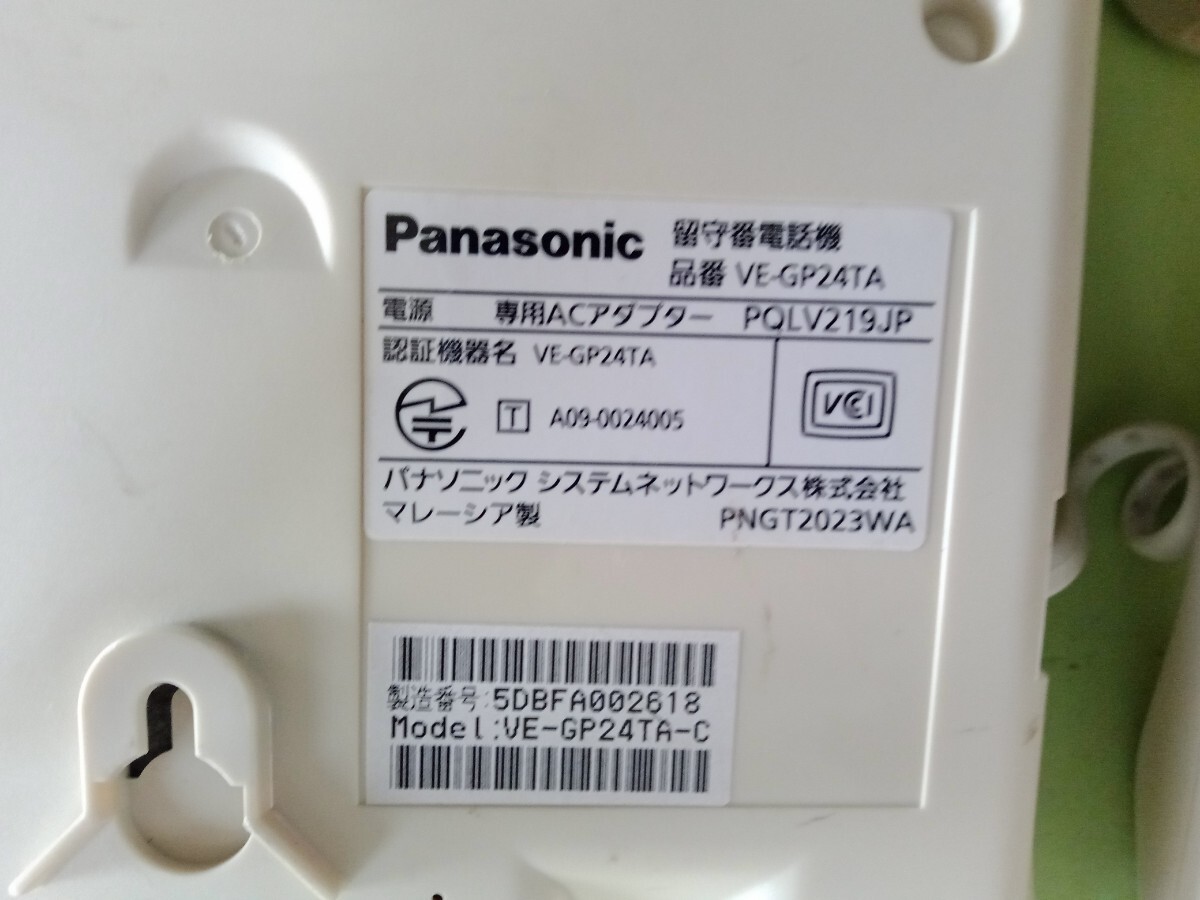 Panasonic 留守番電話機
品番 VE-GP24TA
電源 専用ACアダプター PQLV219JP
認証機器名 VE-GP24TA
T A09-0024005
VCCI
パナソニック システムネットワークス株式会社
マレーシア製 PNGT2023WA
製造番号:5DBFA002618
Model:VE-GP24TA-C